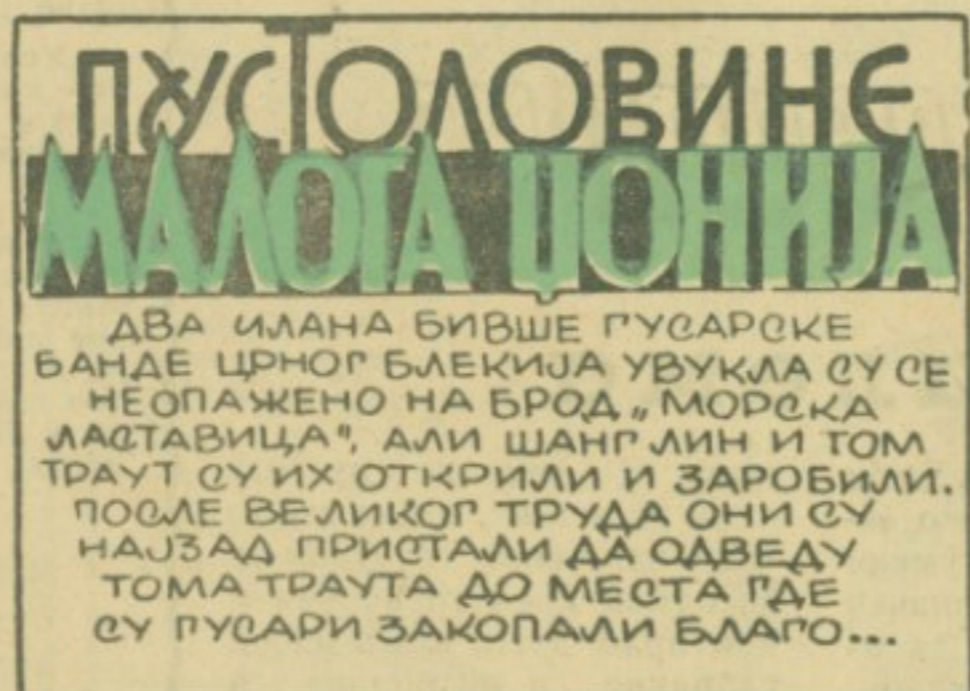 ПУСТОЛОВИНЕ
МАЛОГА ЏОНИЈА
ДВА ЧЛАНА БИВШЕ ГУСАРСКЕ
БАНДЕ ЦРНОГ БЛЕКИЈА УВУКЛА СУ СЕ
НЕОПАЖЕНО НА БРОД „МОРСКА
ЛАСТАВИЦА", АЛИ ШАНГ ЛИН И ТОМ
ТРАУТ СУ ИХ ОТКРИЛИ И ЗАРОБИЛИ.
ПОСЛЕ ВЕЛИКОГ ТРУДА ОНИ СУ
НАЈЗАД ПРИСТАЛИ ДА ОДВЕДУ
ТОМА ТРАУТА ДО МЕСТА ГДЕ
СУ ГУСАРИ ЗАКОПАЛИ БЛАГО...